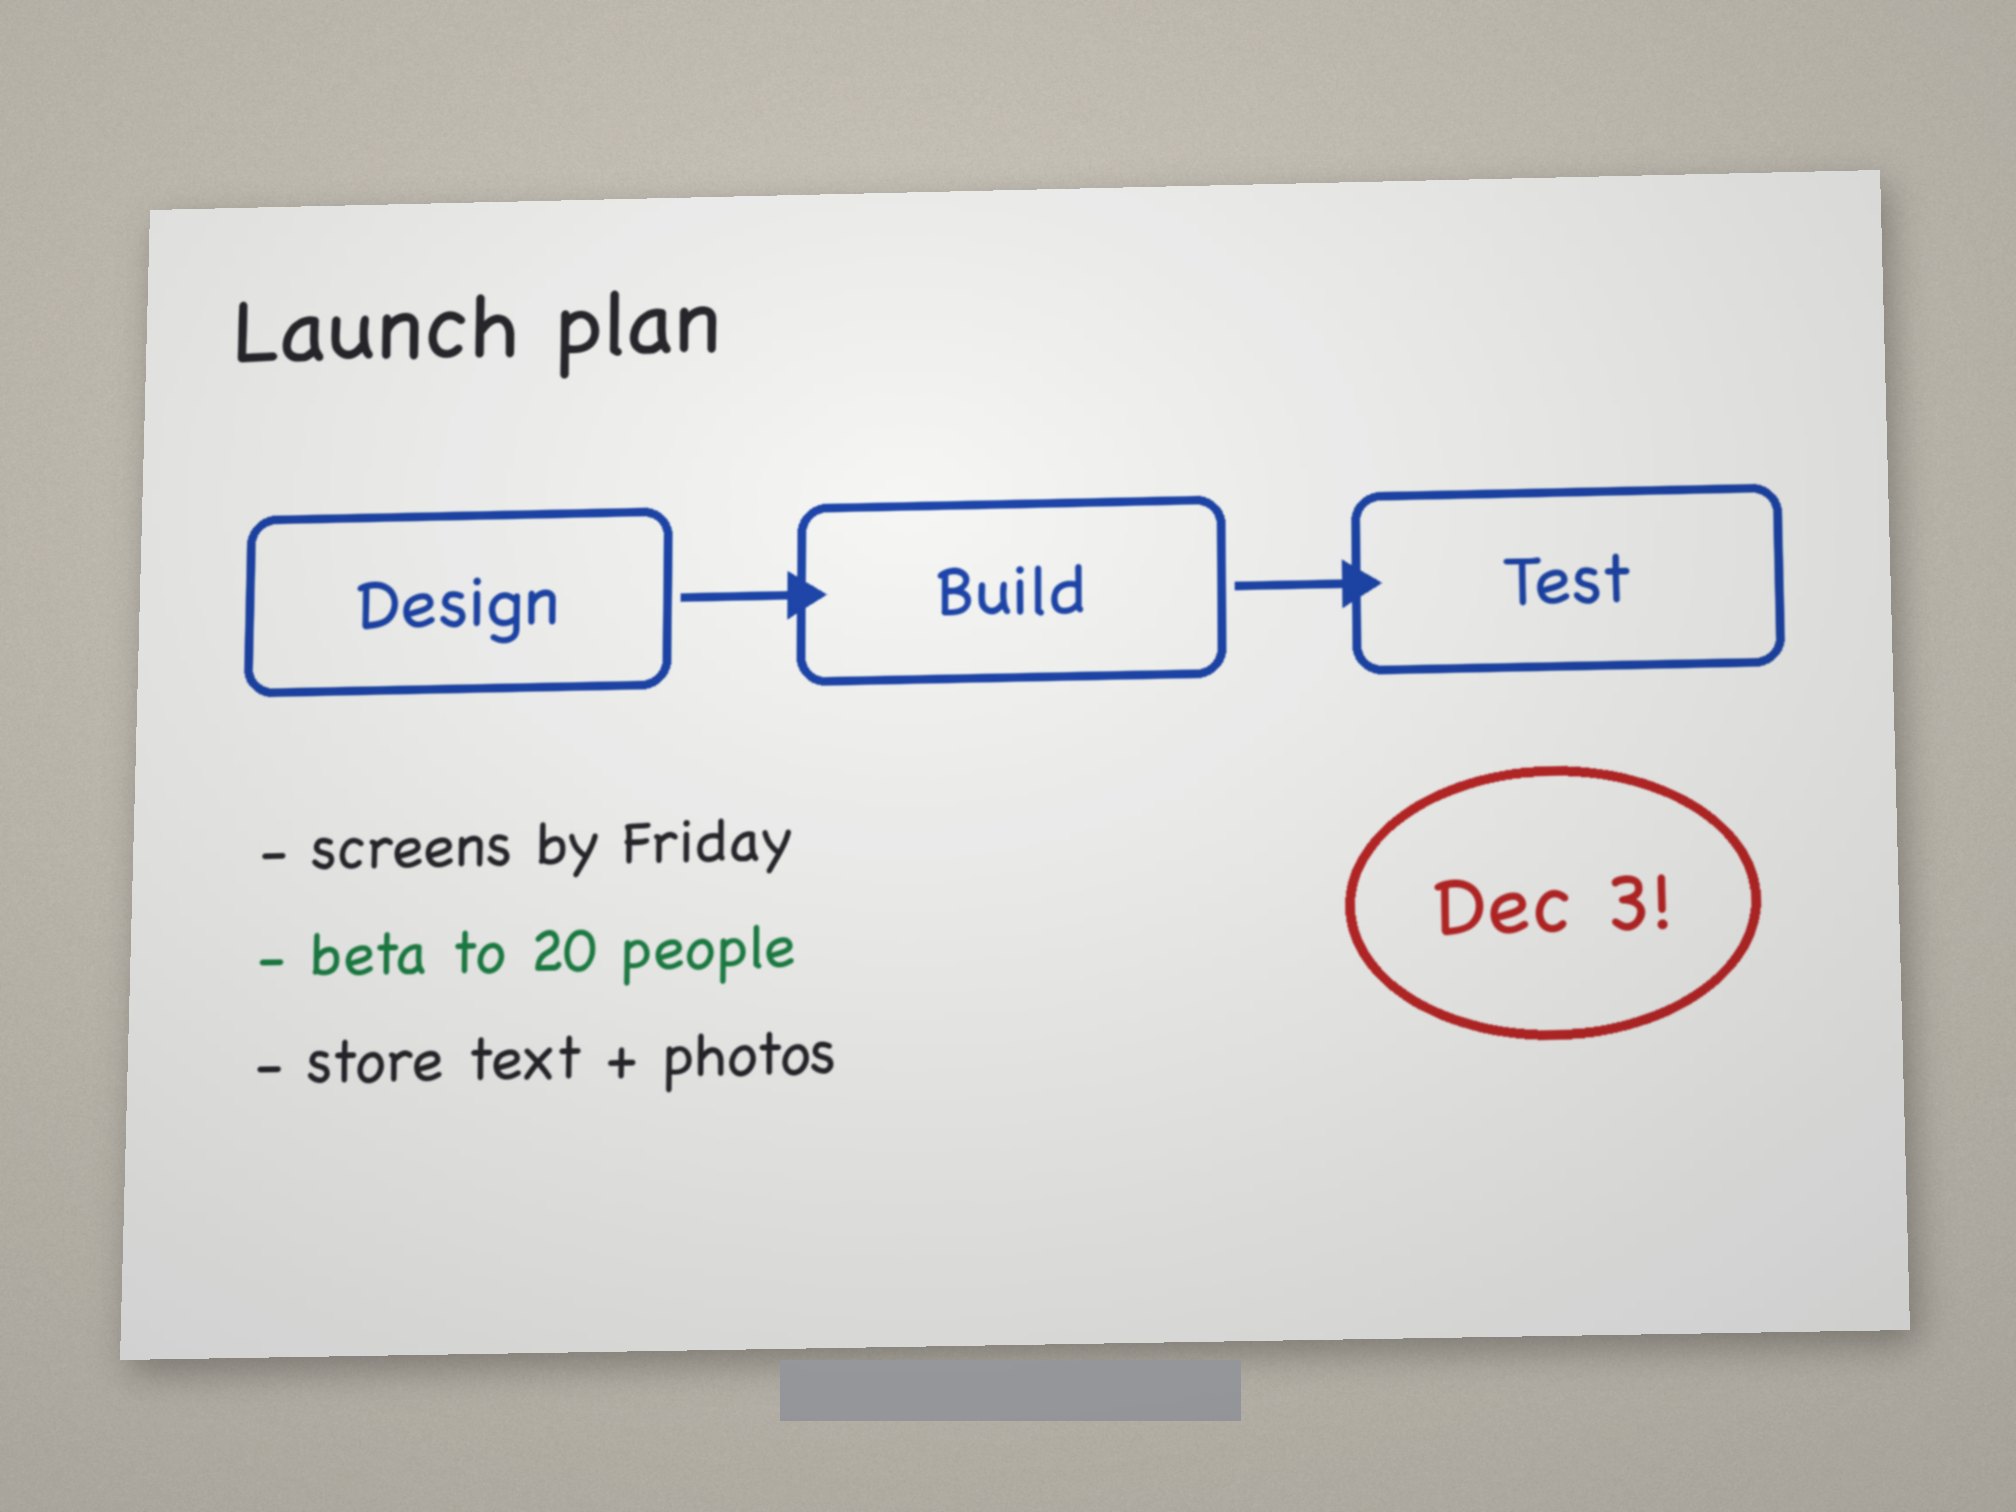 Launch plan
Design
Build
Test
- screens by Friday
- beta to 20 people
- store text + photos
Dec 3!